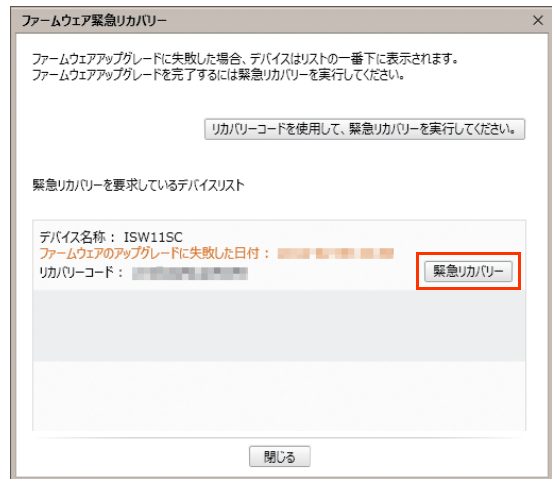 ファームウェア緊急リカバリー
ファームウェアアップグレードに失敗した場合、デバイスはリストの一番下に表示されます。
ファームウェアアップグレードを完了するには緊急リカバリーを実行してください。
リカバリーコードを使用して、緊急リカバリーを実行してください。
緊急リカバリーを要求しているデバイスリスト
デバイス名称： ISW11SC
ファームウェアのアップグレードに失敗した日付：
リカバリーコード：
緊急リカバリー
閉じる